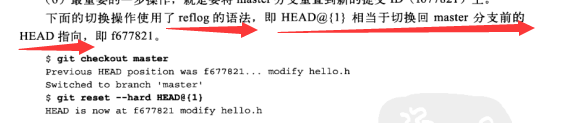 下面的切换操作使用了 reflog 的语法，即 HEAD@{1} 相当于切换回 master 分支前的
HEAD 指向，即 f677821。
$ git checkout master
Previous HEAD position was f677821... modify hello.h
Switched to branch 'master'
$ git reset --hard HEAD@{1}
HEAD is now at f677821 modify hello.h